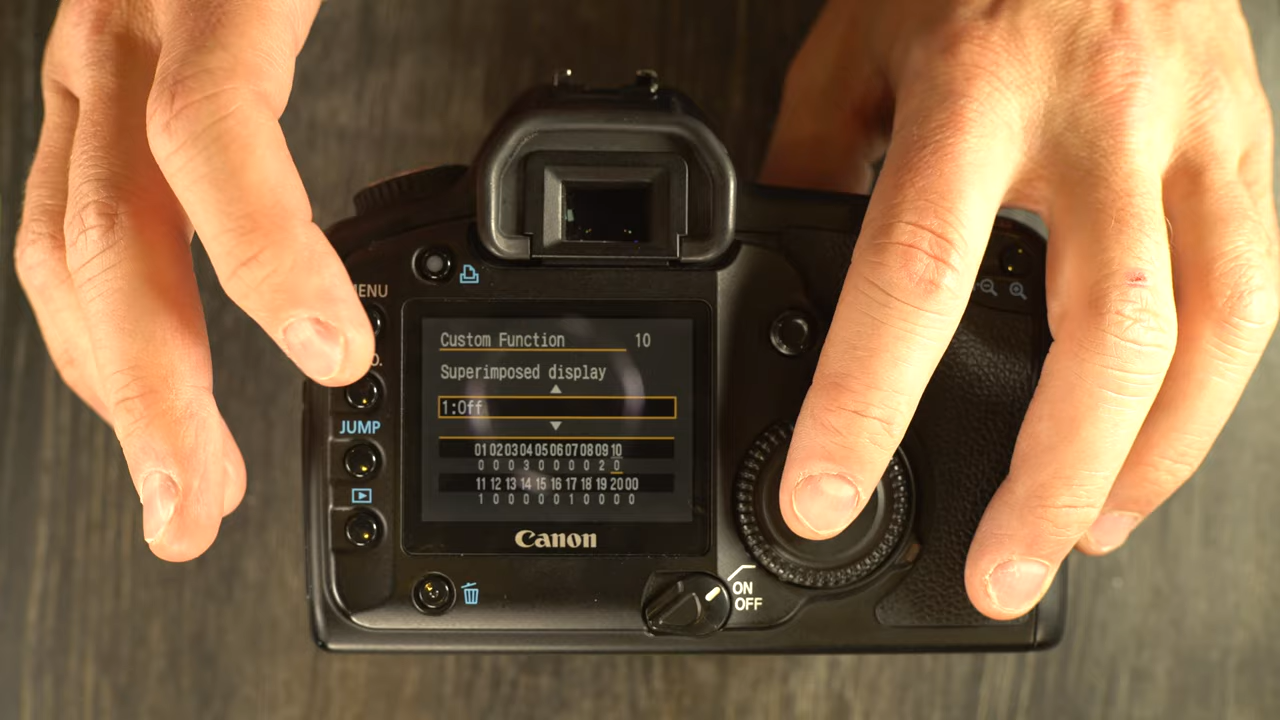 MENU
O.
JUMP
Custom Function 10
Superimposed display
1:Off
01 02 03 04 05 06 07 08 09 10
0 0 0 3 0 0 0 0 2 0
11 12 13 14 15 16 17 18 19 20 00
1 0 0 0 0 1 0 0 0 0 0
Canon
ON
OFF